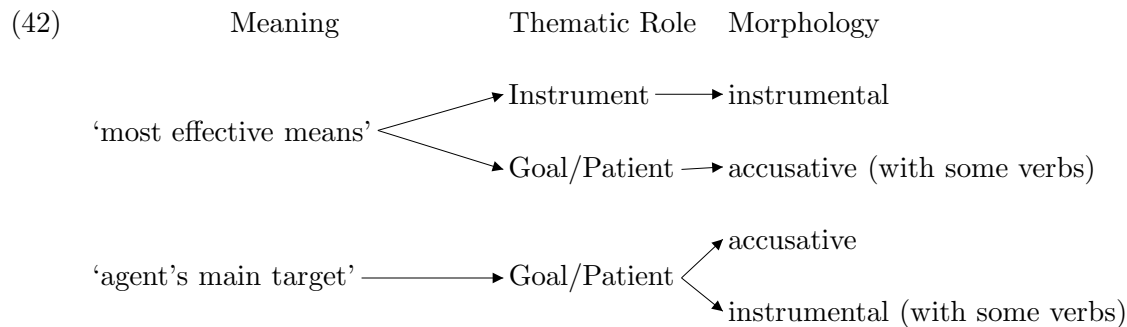 (42) Meaning Thematic Role Morphology
Instrument instrumental
‘most effective means’
Goal/Patient accusative (with some verbs)
accusative
‘agent’s main target’ Goal/Patient
instrumental (with some verbs)